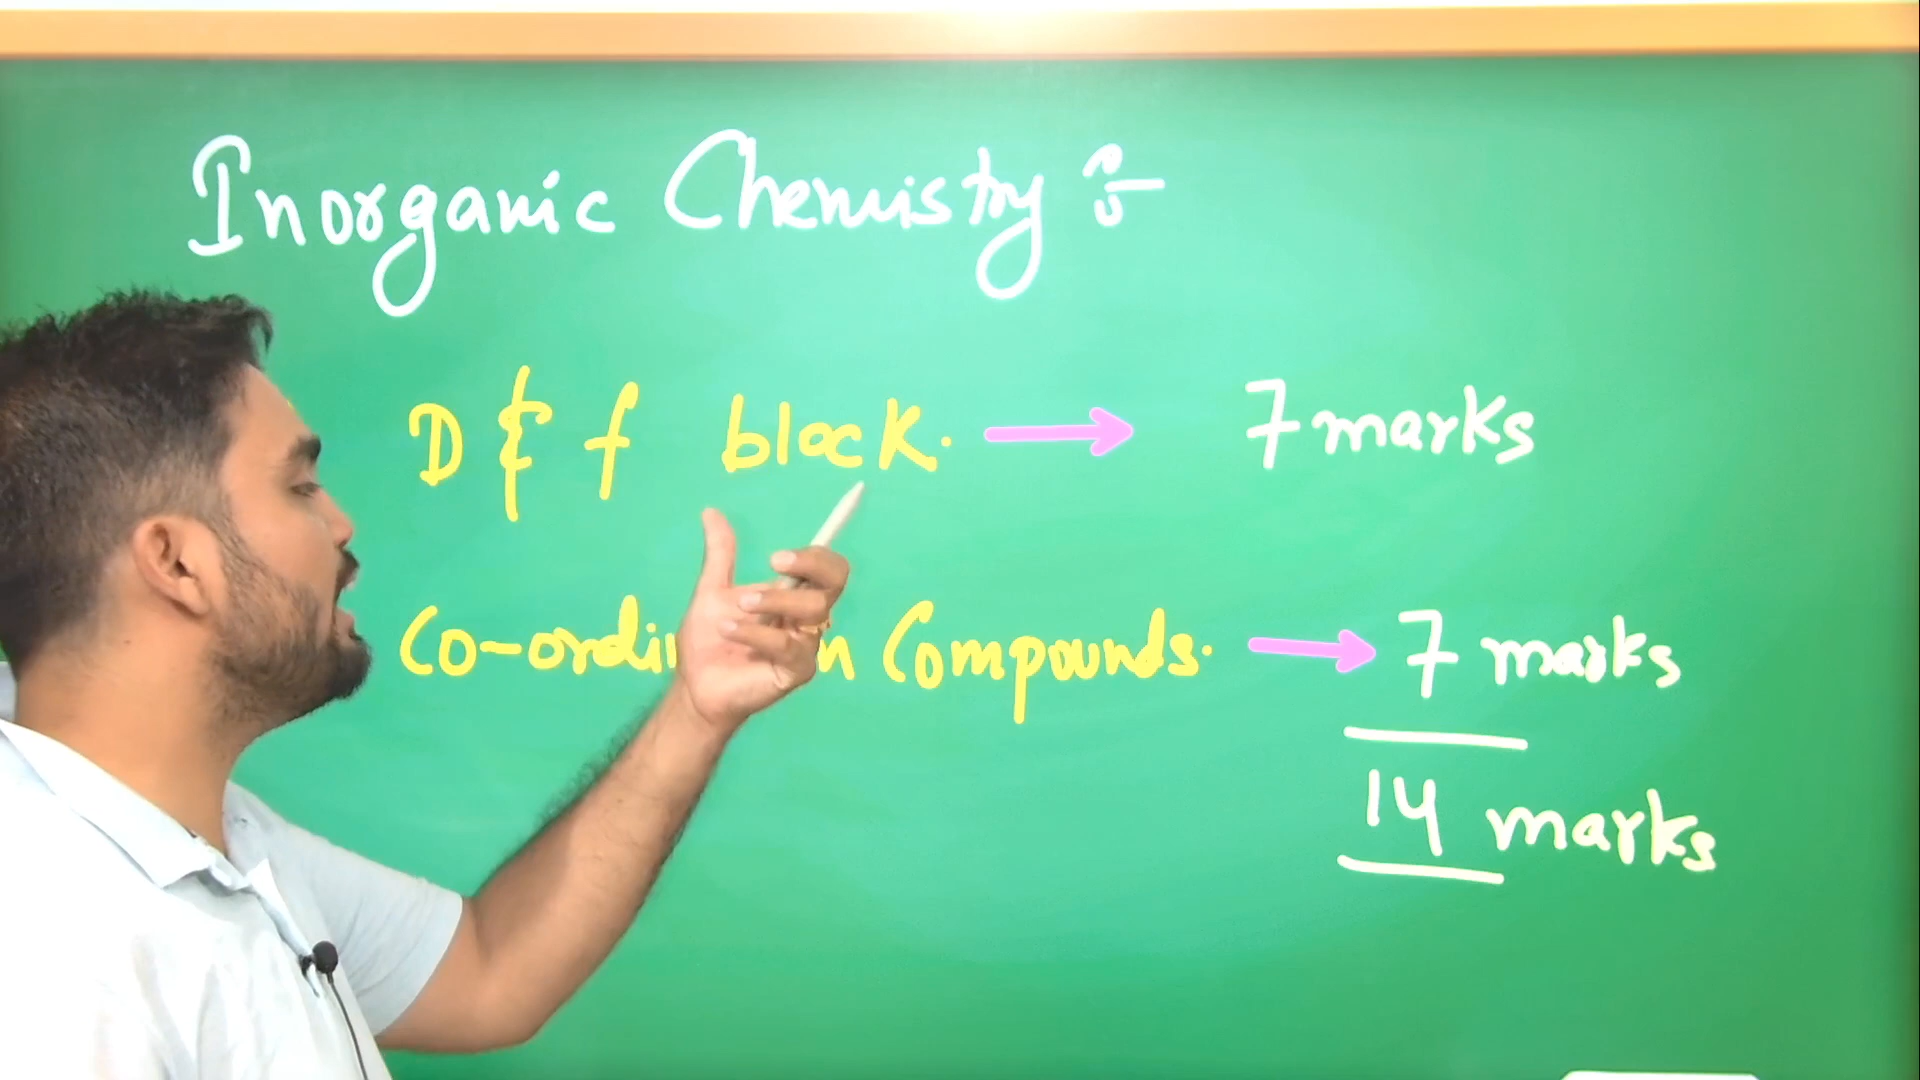 Inorganic Chemistry :-
D & f block. → 7 marks
Compounds. → 7 marks
14 marks